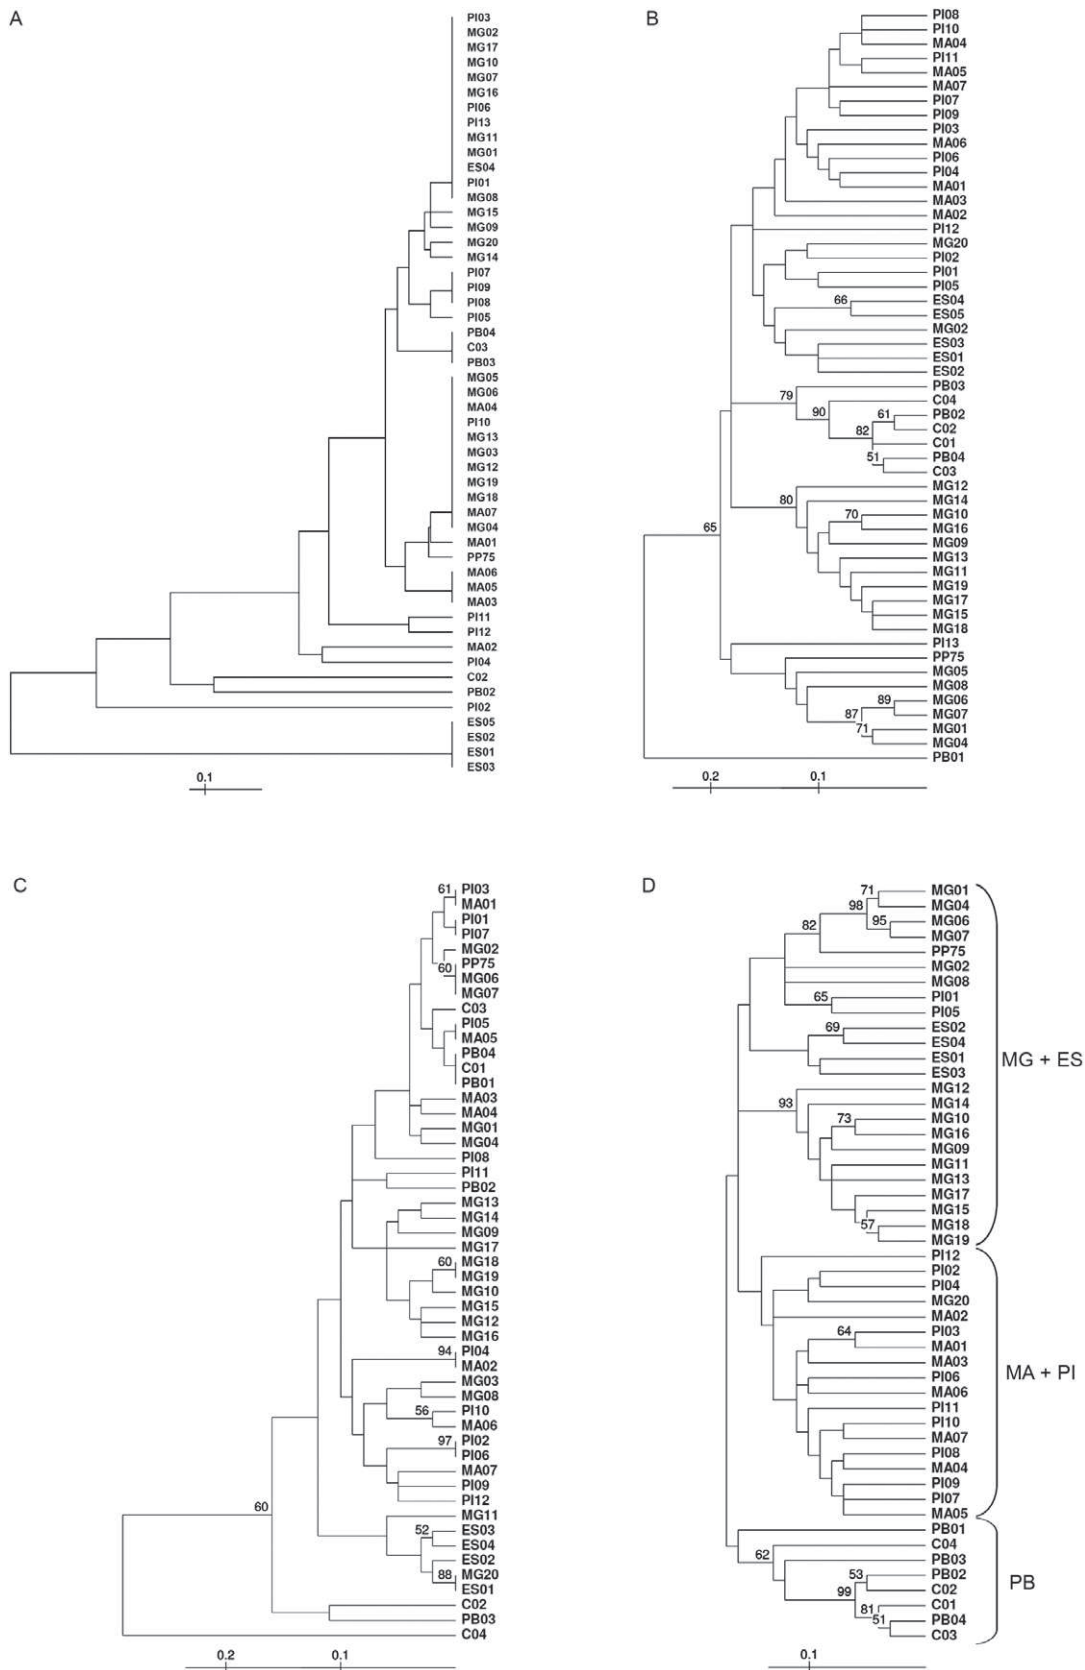 A
PI03
MG02
MG17
MG10
MG07
MG16
PI06
PI13
MG11
MG01
ES04
PI01
MG08
MG15
MG09
MG20
MG14
PI07
PI09
PI08
PI05
PB04
C03
PB03
MG05
MG06
MA04
PI10
MG13
MG03
MG12
MG19
MG18
MA07
MG04
MA01
PP75
MA06
MA05
MA03
PI11
PI12
MA02
PI04
C02
PB02
PI02
ES05
ES02
ES01
ES03
0.1
B
PI08
PI10
MA04
PI11
MA05
MA07
PI07
PI09
PI03
MA06
PI06
PI04
MA01
MA03
MA02
PI12
MG20
PI02
PI01
PI05
66 ES04
ES05
MG02
ES03
ES01
ES02
PB03
79
C04
90
61 PB02
C02
82
C01
51 PB04
C03
MG12
80
MG14
70 MG10
MG16
65
MG09
MG13
MG11
MG19
MG17
MG15
MG18
PI13
PP75
MG05
MG08
89 MG06
87 MG07
71 MG01
MG04
PB01
0.2 0.1
C
61 PI03
MA01
PI01
PI07
MG02
PP75
60
MG06
MG07
C03
PI05
MA05
PB04
C01
PB01
MA03
MA04
MG01
MG04
PI08
PI11
PB02
MG13
MG14
MG09
MG17
60 MG18
MG19
MG10
MG15
MG12
MG16
94 PI04
MA02
MG03
MG08
56 PI10
MA06
97 PI02
PI06
MA07
PI09
PI12
60
MG11
52 ES03
ES04
ES02
88 MG20
ES01
C02
PB03
C04
0.2 0.1
D
71 MG01
98 MG04
95 MG06
82 MG07
PP75
MG02
MG08
65 PI01
PI05
69 ES02
ES04
ES01
ES03
MG12
93
MG14
73 MG10
MG16
MG09
MG11
MG13
MG17
MG15
57 MG18
MG19
MG + ES
PI12
PI02
PI04
MG20
MA02
64 PI03
MA01
MA03
PI06
MA06
PI11
PI10
MA07
PI08
MA04
PI09
PI07
MA05
MA + PI
PB01
C04
62
PB03
53 PB02
99 C02
81 C01
51 PB04
C03
PB
0.1